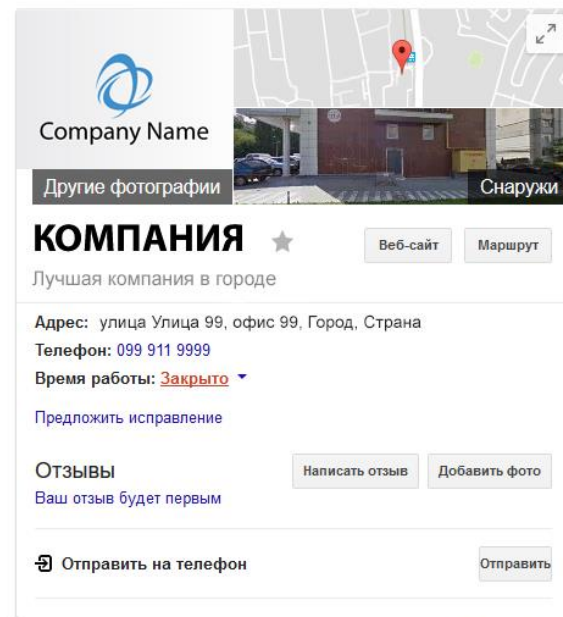 Company Name
Другие фотографии
Снаружи
КОМПАНИЯ
Веб-сайт
Маршрут
Лучшая компания в городе
Адрес: улица Улица 99, офис 99, Город, Страна
Телефон: 099 911 9999
Время работы: Закрыто
Предложить исправление
Отзывы
Написать отзыв
Добавить фото
Ваш отзыв будет первым
Отправить на телефон
Отправить